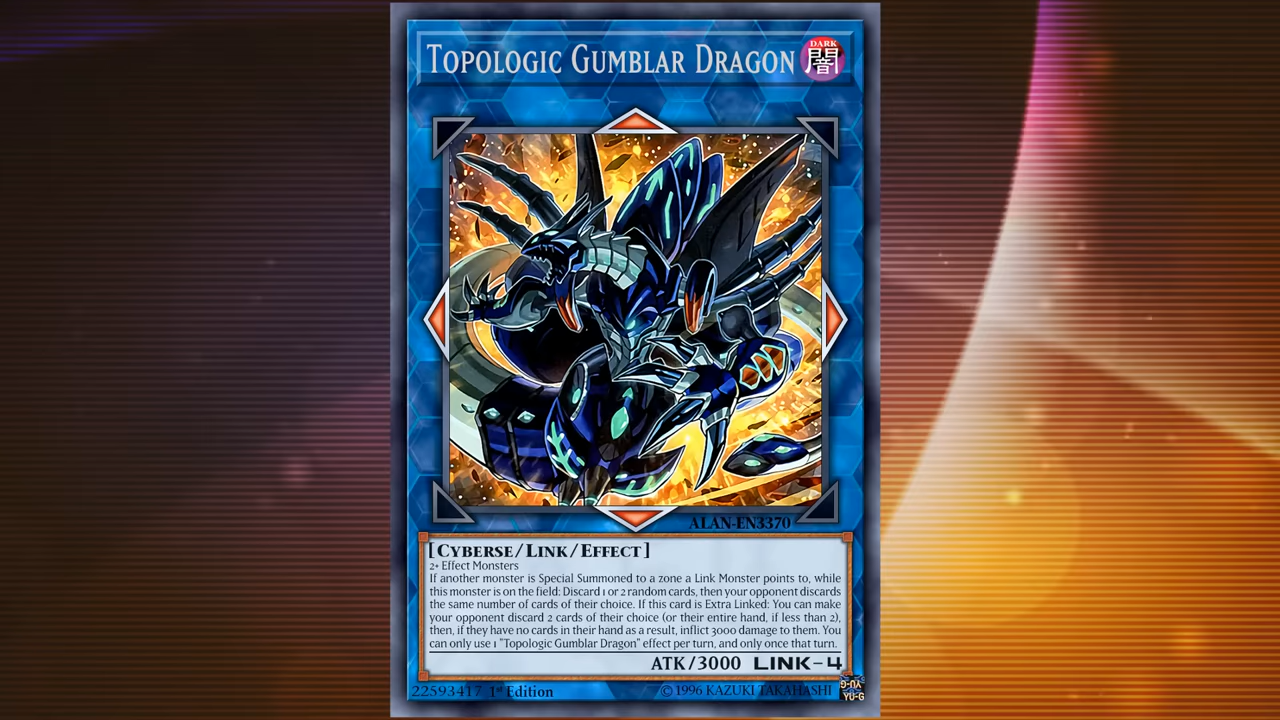 TOPOLOGIC GUMBLAR DRAGON
DARK
闇
ALAN-EN3370
[CYBERSE/LINK/EFFECT]
2+ Effect Monsters
If another monster is Special Summoned to a zone a Link Monster points to, while
this monster is on the field: Discard 1 or 2 random cards, then your opponent discards
the same number of cards of their choice. If this card is Extra Linked: You can make
your opponent discard 2 cards of their choice (or their entire hand, if less than 2),
then, if they have no cards in their hand as a result, inflict 3000 damage to them. You
can only use 1 "Topologic Gumblar Dragon" effect per turn, and only once that turn.
ATK/3000 LINK-4
22593417 1st Edition ©1996 KAZUKI TAKAHASHI